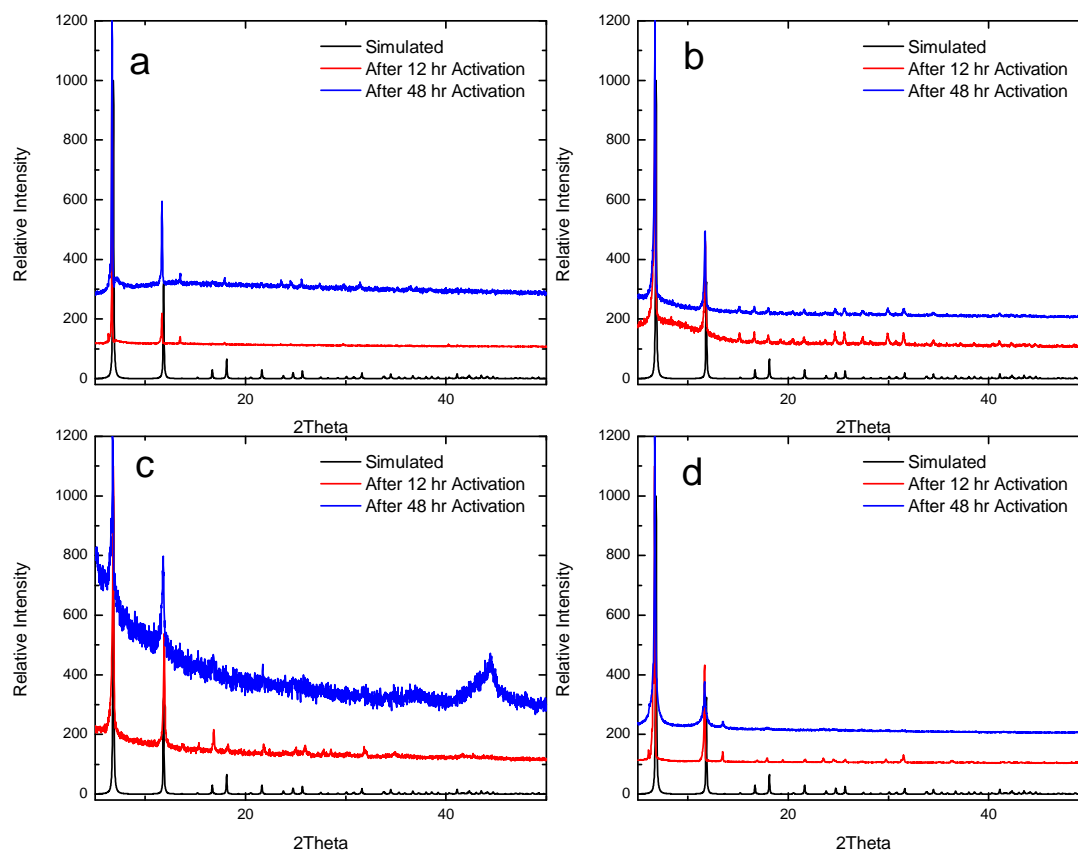 a
Simulated
After 12 hr Activation
After 48 hr Activation
1200
1000
800
600
400
200
0
Relative Intensity
20
40
2Theta
b
Simulated
After 12 hr Activation
After 48 hr Activation
1200
1000
800
600
400
200
0
Relative Intensity
20
40
2Theta
c
Simulated
After 12 hr Activation
After 48 hr Activation
1200
1000
800
600
400
200
0
Relative Intensity
20
40
2Theta
d
Simulated
After 12 hr Activation
After 48 hr Activation
1200
1000
800
600
400
200
0
Relative Intensity
20
40
2Theta